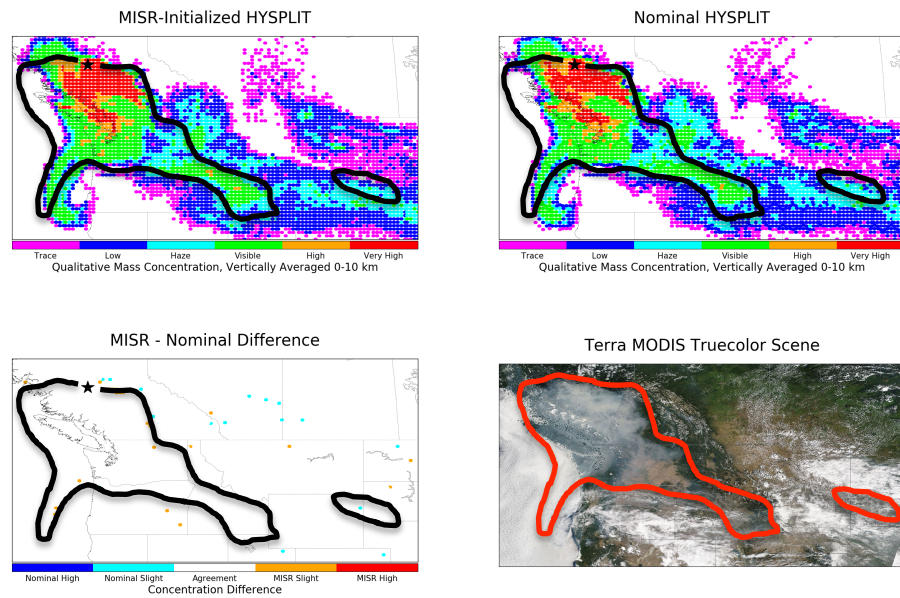 MISR-Initialized HYSPLIT
Nominal HYSPLIT
Trace Low Haze Visible High Very High
Qualitative Mass Concentration, Vertically Averaged 0-10 km
Trace Low Haze Visible High Very High
Qualitative Mass Concentration, Vertically Averaged 0-10 km
MISR - Nominal Difference
Terra MODIS Truecolor Scene
Nominal High Nominal Slight Agreement MISR Slight MISR High
Concentration Difference